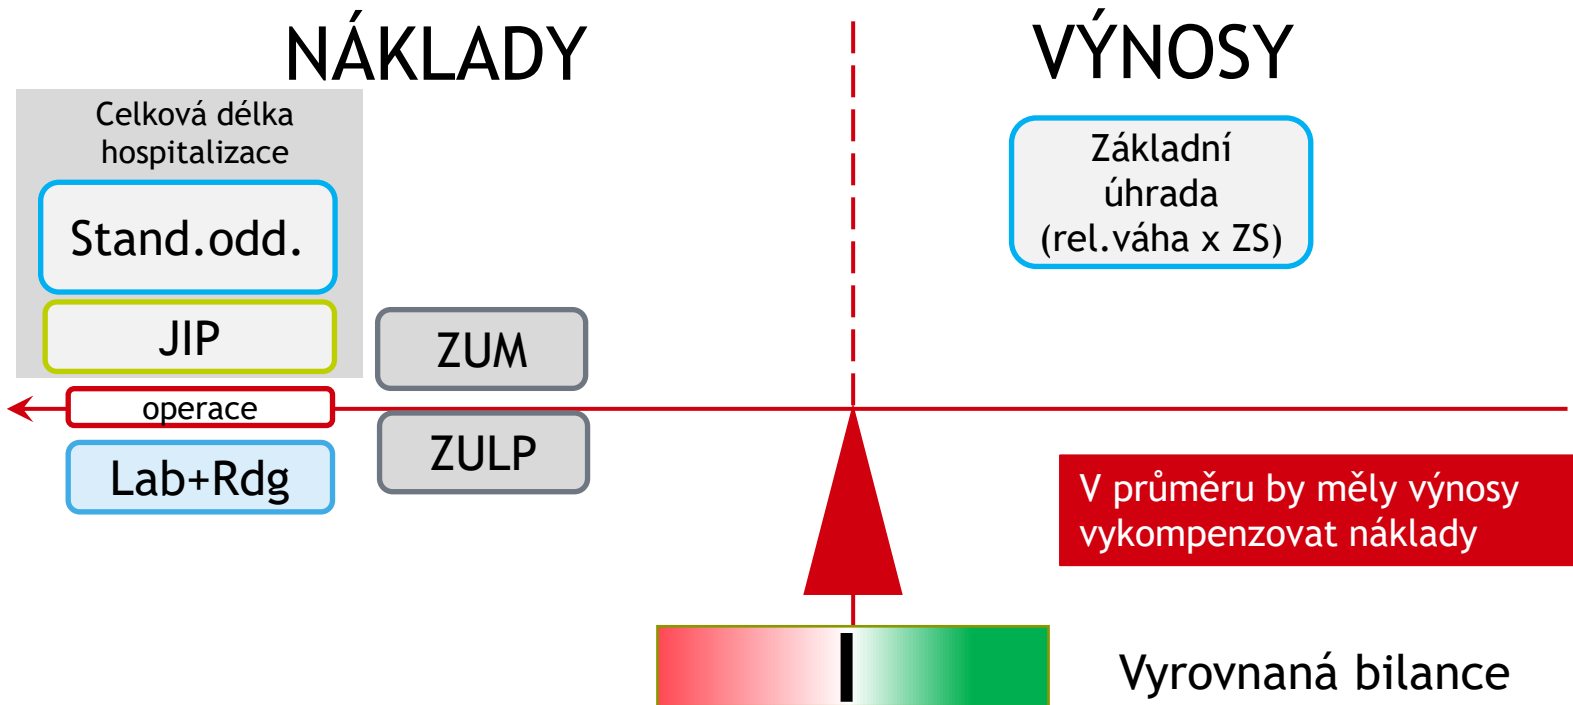 NÁKLADY
VÝNOSY
Celková délka
hospitalizace
Stand.odd.
JIP
operace
Lab+Rdg
ZUM
ZULP
Základní
úhrada
(rel.váha x ZS)
V průměru by měly výnosy
vykompenzovat náklady
Vyrovnaná bilance